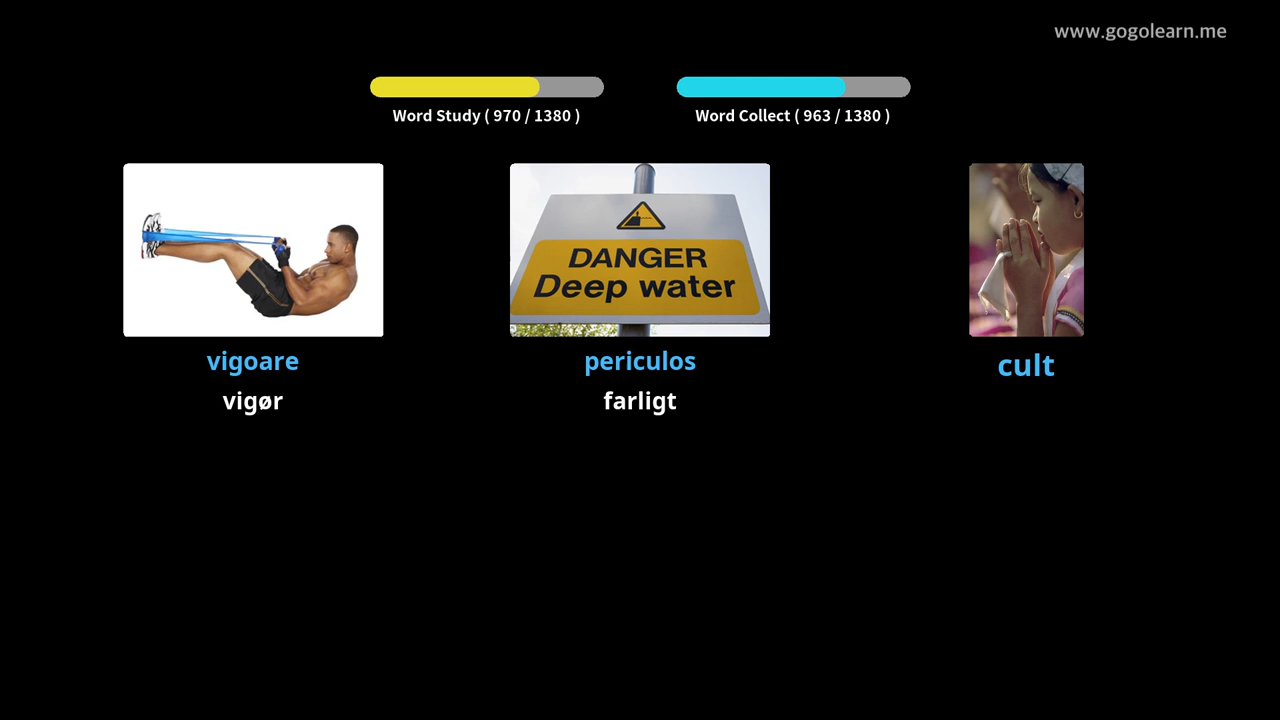 www.gogolearn.me
Word Study ( 970 / 1380 )
Word Collect ( 963 / 1380 )
DANGER
Deep water
vigoare
periculos
cult
vigør
farligt